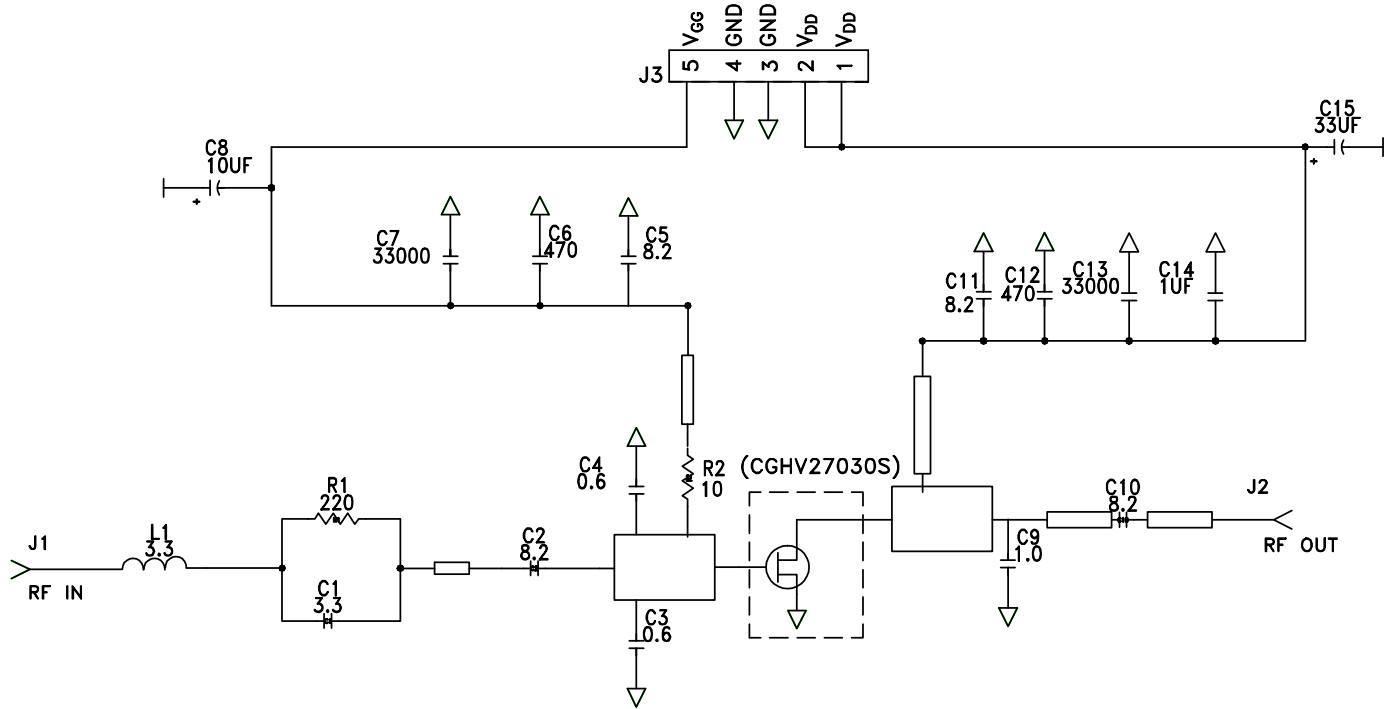 VGG
GND
GND
VDD
VDD
J3
5
4
3
2
1
C8
10UF
+
C15
33UF
+
C7
33000
C6
470
C5
8.2
C11
8.2
C12
470
C13
33000
C14
1UF
C4
0.6
R2
10
(CGHV27030S)
R1
220
C10
8.2
J2
RF OUT
J1
RF IN
L1
3.3
C2
8.2
C9
1.0
C1
3.3
C3
0.6